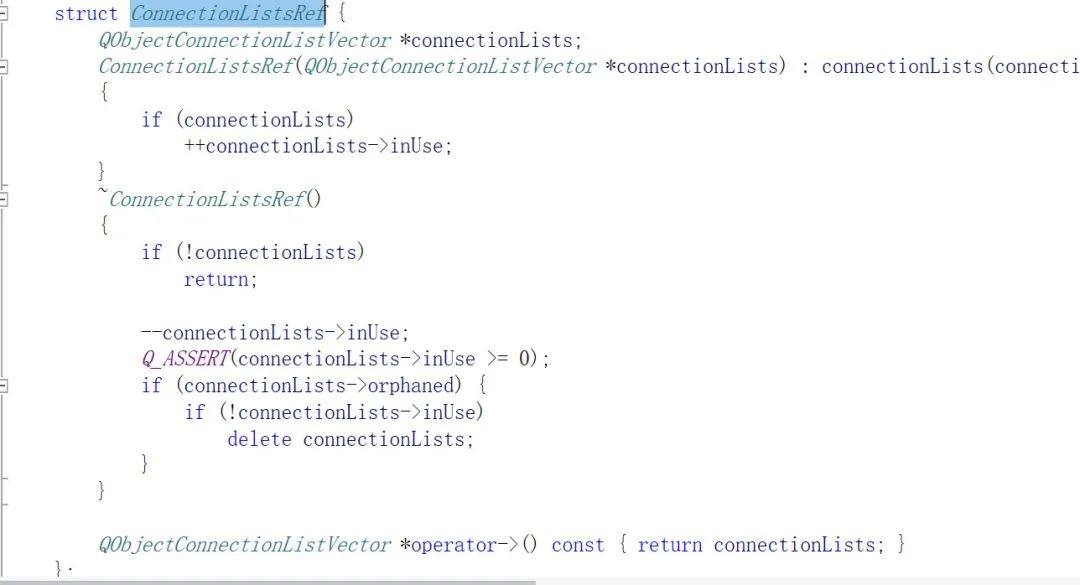 struct ConnectionListsRef {
QObjectConnectionListVector *connectionLists;
ConnectionListsRef(QObjectConnectionListVector *connectionLists) : connectionLists(connecti
{
if (connectionLists)
++connectionLists->inUse;
}
~ConnectionListsRef()
{
if (!connectionLists)
return;
--connectionLists->inUse;
Q_ASSERT(connectionLists->inUse >= 0);
if (connectionLists->orphaned) {
if (!connectionLists->inUse)
delete connectionLists;
}
}
QObjectConnectionListVector *operator->() const { return connectionLists; }
};